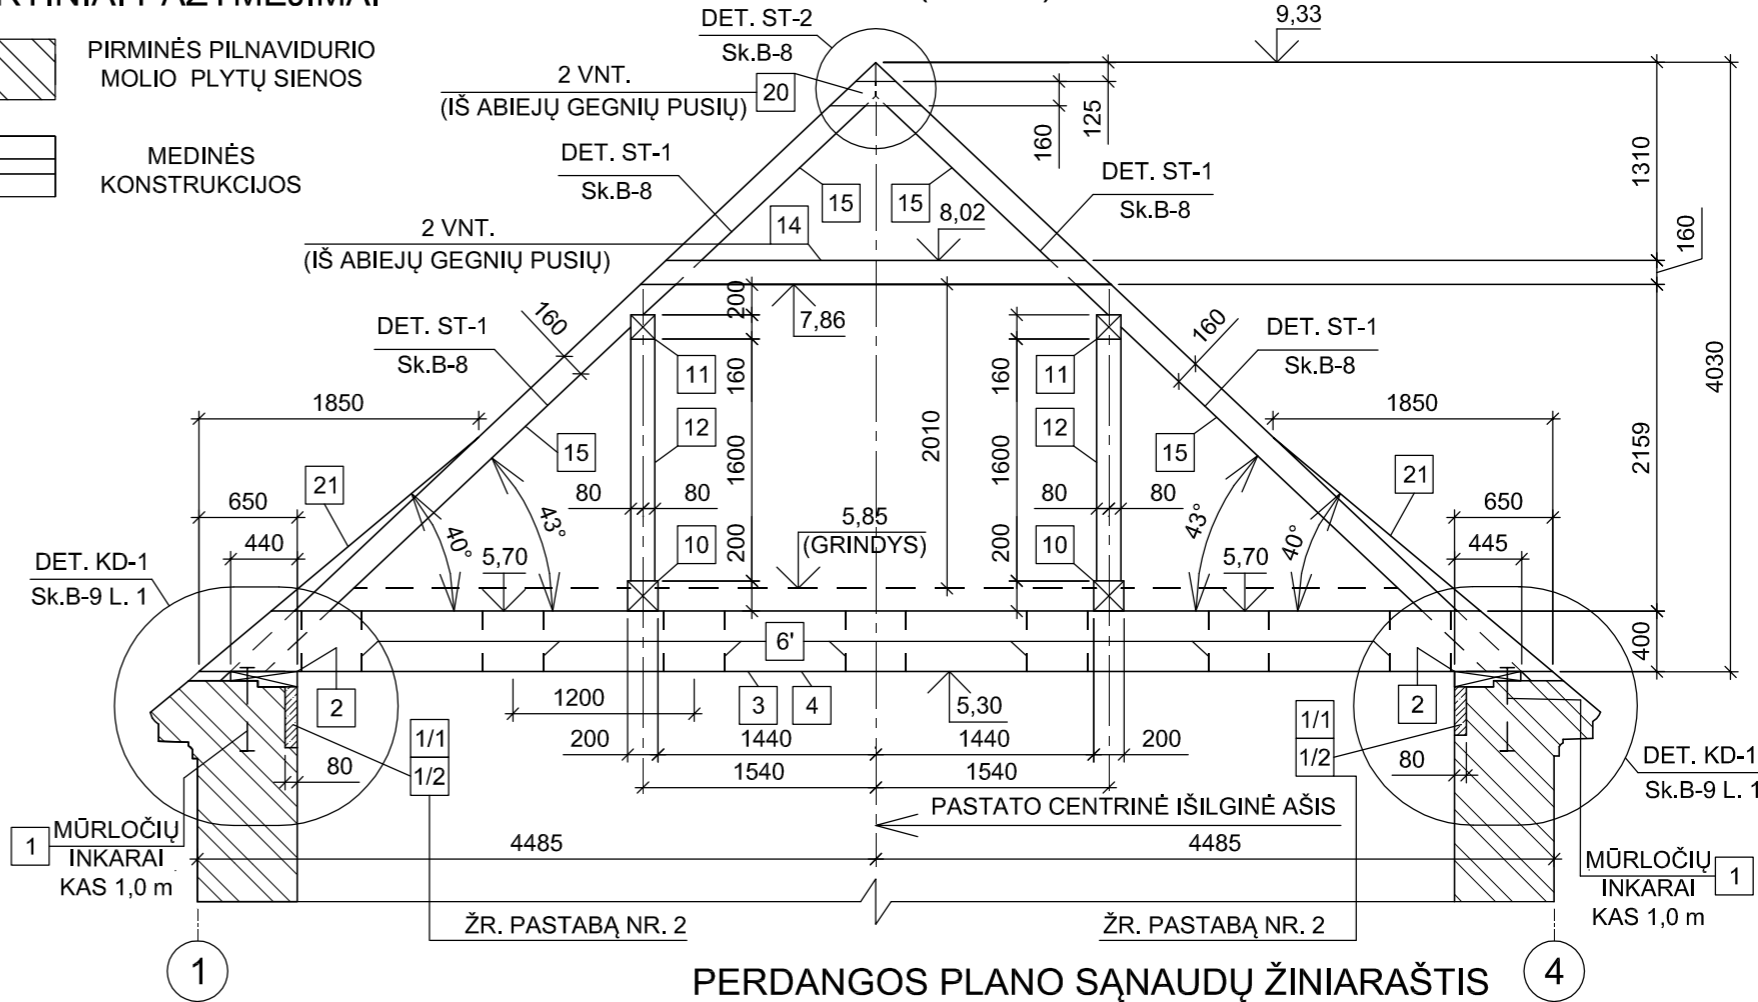 PIRMINĖS PILNAVIDURIO
MOLIO PLYTŲ SIENOS
MEDINĖS
KONSTRUKCIJOS
DET. ST-2
Sk.B-8
9,33
2 VNT.
(IŠ ABIEJŲ GEGNIŲ PUSIŲ)
20
125
160
1310
DET. ST-1
Sk.B-8
15
15
DET. ST-1
Sk.B-8
2 VNT.
(IŠ ABIEJŲ GEGNIŲ PUSIŲ)
14
8,02
160
200
7,86
160
160
DET. ST-1
Sk.B-8
DET. ST-1
Sk.B-8
4030
11
160
160
11
1850
1850
12
1600
2010
1600
12
2159
15
15
21
21
650
80
80
80
80
650
440
40°
43°
5,85
(GRINDYS)
43°
40°
445
DET. KD-1
Sk.B-9 L. 1
5,70
10
200
200
10
5,70
6'
400
2
1200
3
4
5,30
2
1/1
1/2
200
1440
1440
200
1/1
1/2
80
1540
1540
80
DET. KD-1
Sk.B-9 L. 1
PASTATO CENTRINĖ IŠILGINĖ AŠIS
1
MŪRLOČIŲ
INKARAI
KAS 1,0 m
4485
4485
MŪRLOČIŲ
INKARAI
KAS 1,0 m
1
ŽR. PASTABĄ NR. 2
ŽR. PASTABĄ NR. 2
1
PERDANGOS PLANO SĄNAUDŲ ŽINIARAŠTIS
4